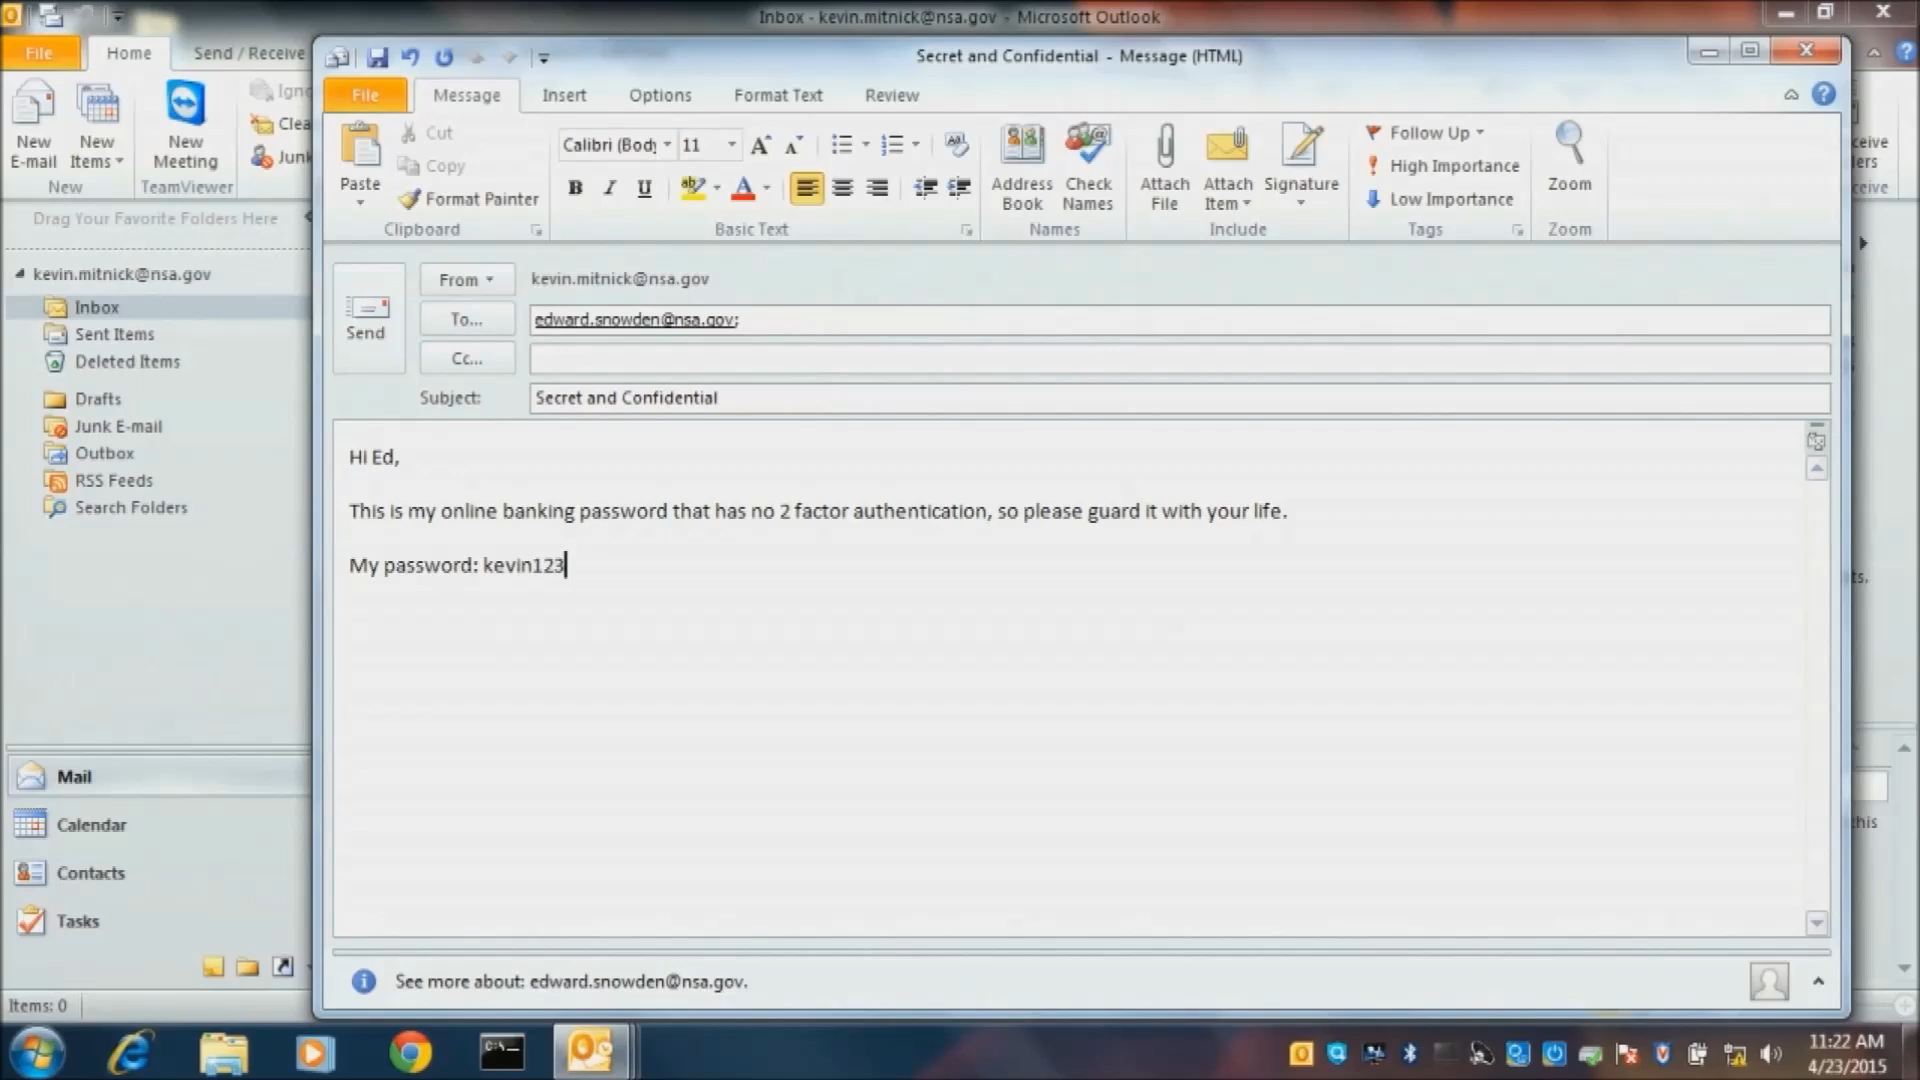 Inbox - kevin.mitnick@nsa.gov - Microsoft Outlook
File Home Send / Receive
Secret and Confidential - Message (HTML)
File Message Insert Options Format Text Review
New E-mail
New Items
New
New Meeting
TeamViewer
Junk
Paste
Cut
Copy
Format Painter
Clipboard
Calibri (Body 11
B I U
Basic Text
Address Book
Check Names
Names
Attach File
Attach Item
Signature
Include
Follow Up
High Importance
Low Importance
Tags
Zoom
Zoom
Drag Your Favorite Folders Here
kevin.mitnick@nsa.gov
Inbox
Sent Items
Deleted Items
Drafts
Junk E-mail
Outbox
RSS Feeds
Search Folders
Mail
Calendar
Contacts
Tasks
Items: 0
Send
From kevin.mitnick@nsa.gov
To... edward.snowden@nsa.gov;
Cc...
Subject: Secret and Confidential
Hi Ed,
This is my online banking password that has no 2 factor authentication, so please guard it with your life.
My password: kevin123
See more about: edward.snowden@nsa.gov.
this
11:22 AM
4/23/2015